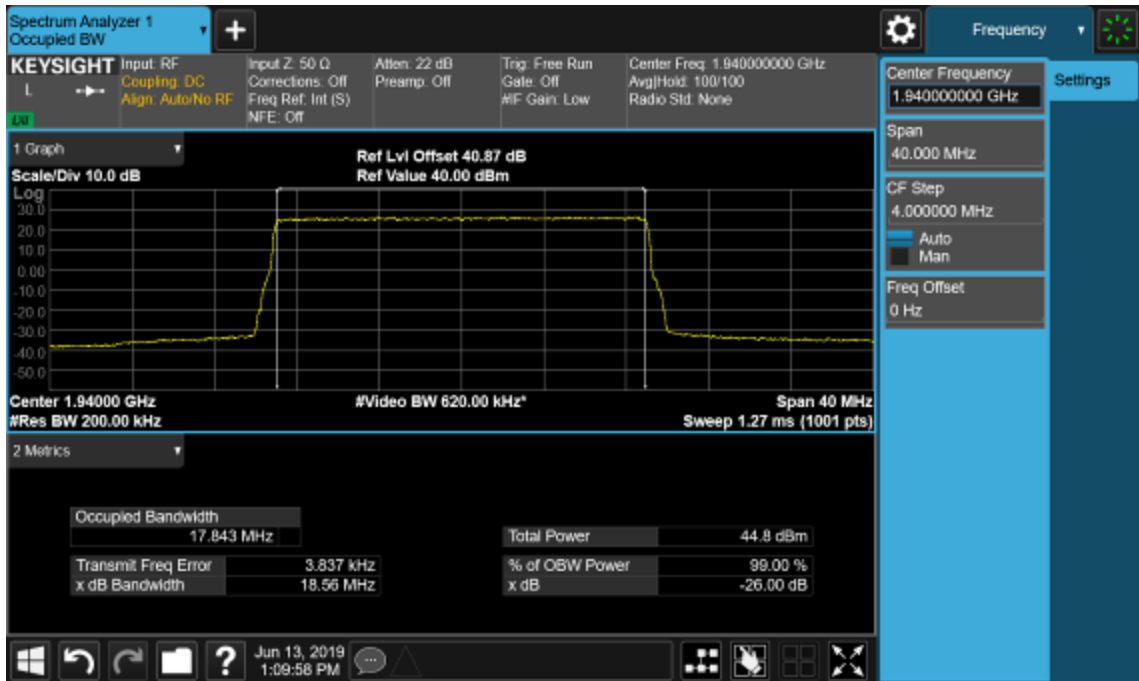 Spectrum Analyzer 1
Occupied BW
+
Frequency
KEYSIGHT
L
LXI
Input: RF
Coupling: DC
Align: Auto/No RF
Input Z: 50 Ω
Corrections: Off
Freq Ref: Int (S)
NFE: Off
Atten: 22 dB
Preamp: Off
Trig: Free Run
Gate: Off
#IF Gain: Low
Center Freq: 1.940000000 GHz
Avg|Hold: 100/100
Radio Std: None
Center Frequency
1.940000000 GHz
Settings
Span
40.000 MHz
CF Step
4.000000 MHz
Auto
Man
Freq Offset
0 Hz
1 Graph
Scale/Div 10.0 dB
Ref Lvl Offset 40.87 dB
Ref Value 40.00 dBm
Log
30.0
20.0
10.0
0.00
-10.0
-20.0
-30.0
-40.0
-50.0
Center 1.94000 GHz
#Video BW 620.00 kHz*
Span 40 MHz
#Res BW 200.00 kHz
Sweep 1.27 ms (1001 pts)
2 Metrics
Occupied Bandwidth
17.843 MHz
Total Power 44.8 dBm
Transmit Freq Error 3.837 kHz
% of OBW Power 99.00 %
x dB Bandwidth 18.56 MHz
x dB -26.00 dB
?
Jun 13, 2019
1:09:58 PM